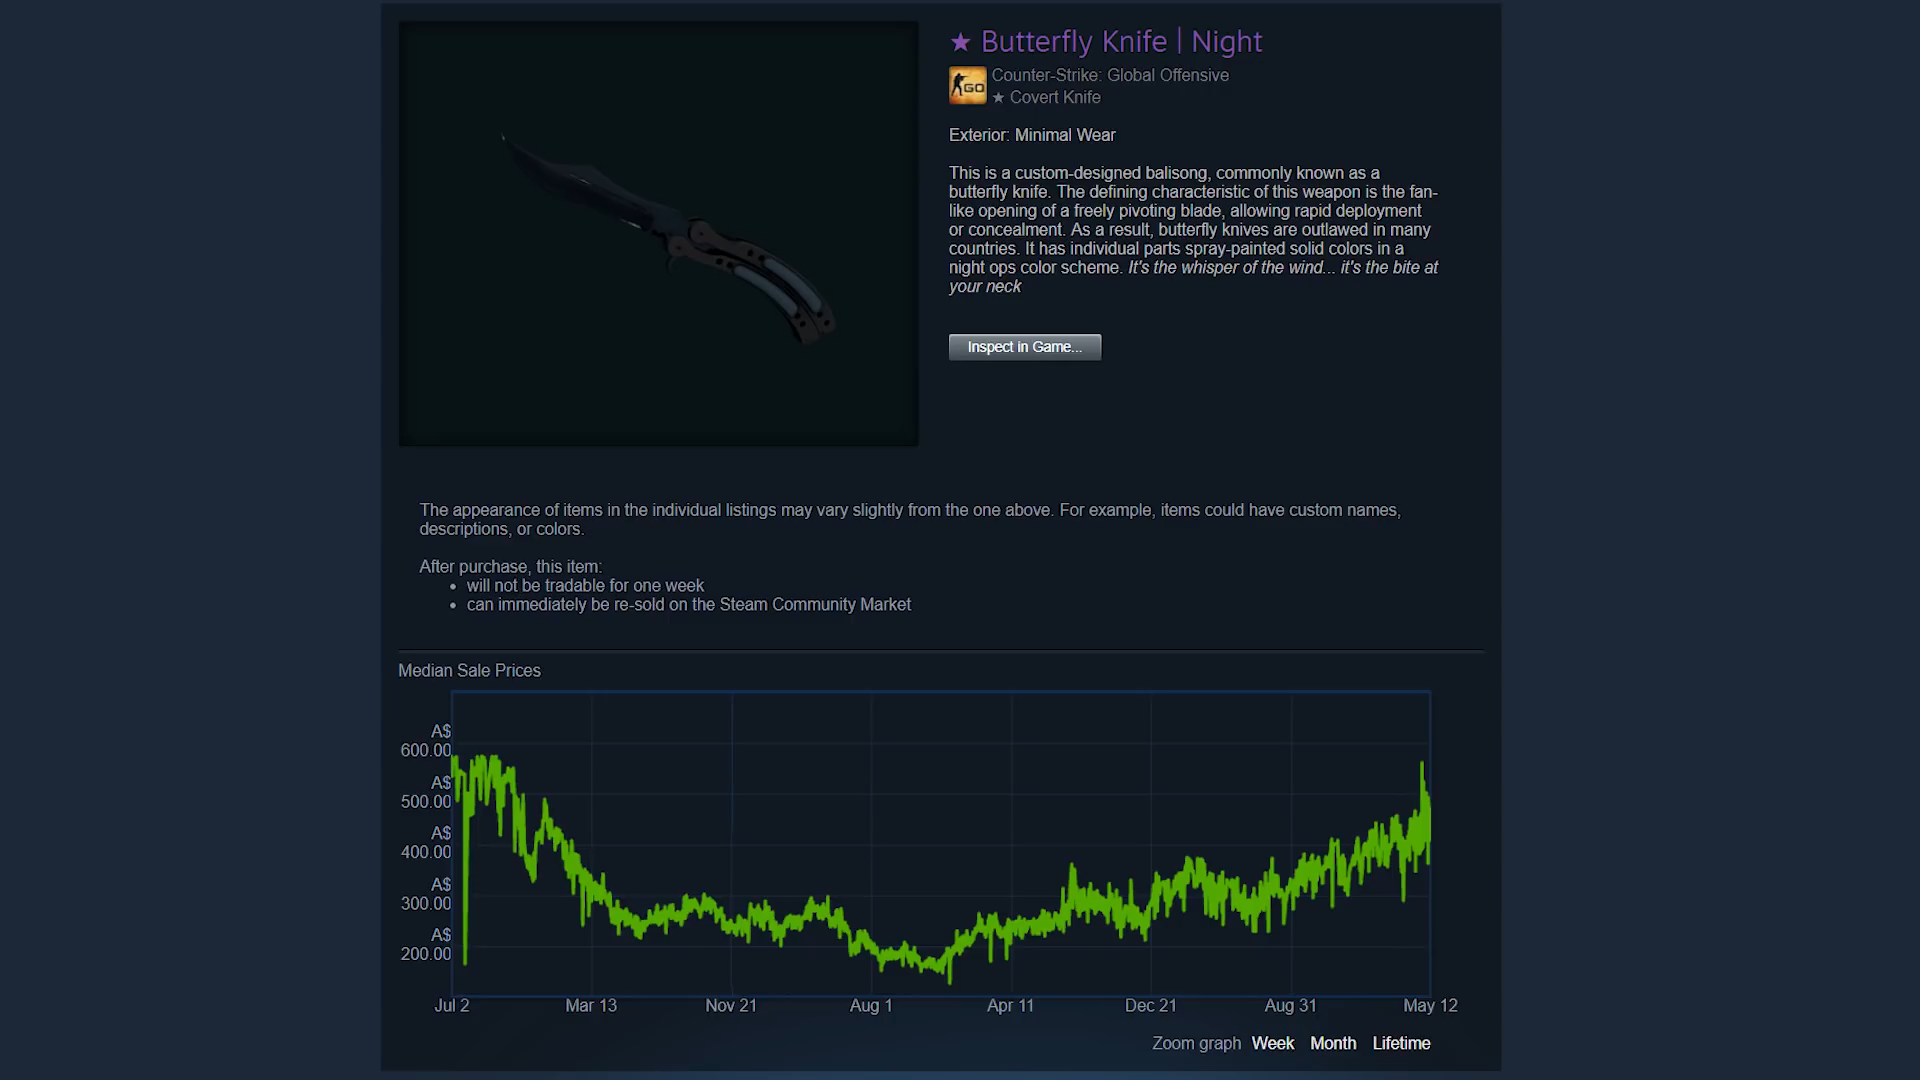 ★ Butterfly Knife | Night
GO
Counter-Strike: Global Offensive
★ Covert Knife
Exterior: Minimal Wear
This is a custom-designed balisong, commonly known as a
butterfly knife. The defining characteristic of this weapon is the fan-
like opening of a freely pivoting blade, allowing rapid deployment
or concealment. As a result, butterfly knives are outlawed in many
countries. It has individual parts spray-painted solid colors in a
night ops color scheme. It's the whisper of the wind... it's the bite at
your neck
Inspect in Game...
The appearance of items in the individual listings may vary slightly from the one above. For example, items could have custom names,
descriptions, or colors.
After purchase, this item:
• will not be tradable for one week
• can immediately be re-sold on the Steam Community Market
Median Sale Prices
A$
600.00
A$
500.00
A$
400.00
A$
300.00
A$
200.00
Jul 2 Mar 13 Nov 21 Aug 1 Apr 11 Dec 21 Aug 31 May 12
Zoom graph Week Month Lifetime